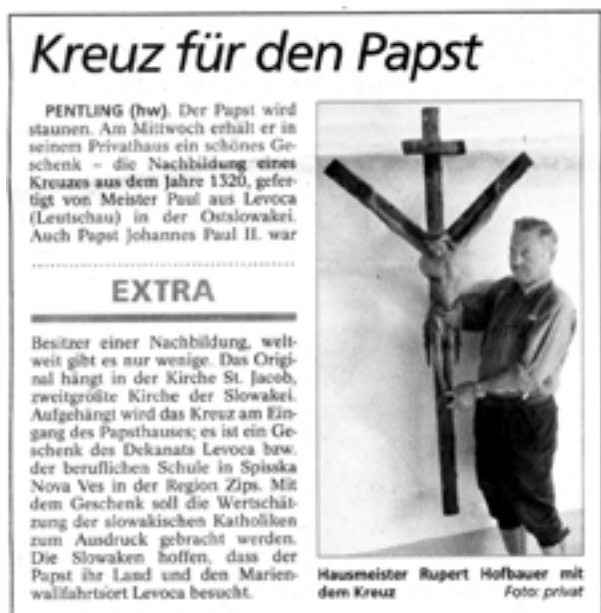 Kreuz für den Papst
PENTLING (hw). Der Papst wird
staunen. Am Mittwoch erhält er in
seinem Privathaus ein schönes Ge-
schenk – die Nachbildung eines
Kreuzes aus dem Jahre 1320, gefer-
tigt von Meister Paul aus Levoca
(Leutschau) in der Ostslowakei.
Auch Papst Johannes Paul II. war
EXTRA
Besitzer einer Nachbildung, welt-
weit gibt es nur wenige. Das Origi-
nal hängt in der Kirche St. Jacob,
zweitgrößte Kirche der Slowakei.
Aufgehängt wird das Kreuz am Ein-
gang des Papsthauses; es ist ein Ge-
schenk des Dekanats Levoca bzw.
der beruflichen Schule in Spisska
Nova Ves in der Region Zips. Mit
dem Geschenk soll die Wertschät-
zung der slowakischen Katholiken
zum Ausdruck gebracht werden.
Die Slowaken hoffen, dass der
Papst ihr Land und den Marien-
wallfahrtsort Levoca besucht.
Hausmeister Rupert Hofbauer mit
dem Kreuz Foto: privat